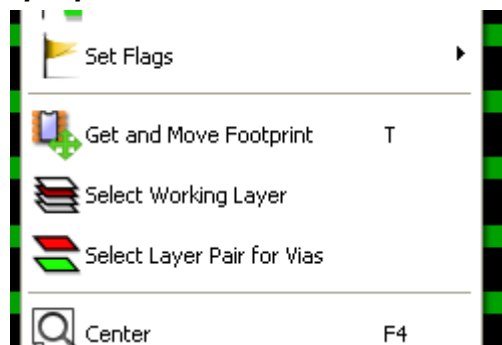 Set Flags
Get and Move Footprint T
Select Working Layer
Select Layer Pair for Vias
Center F4